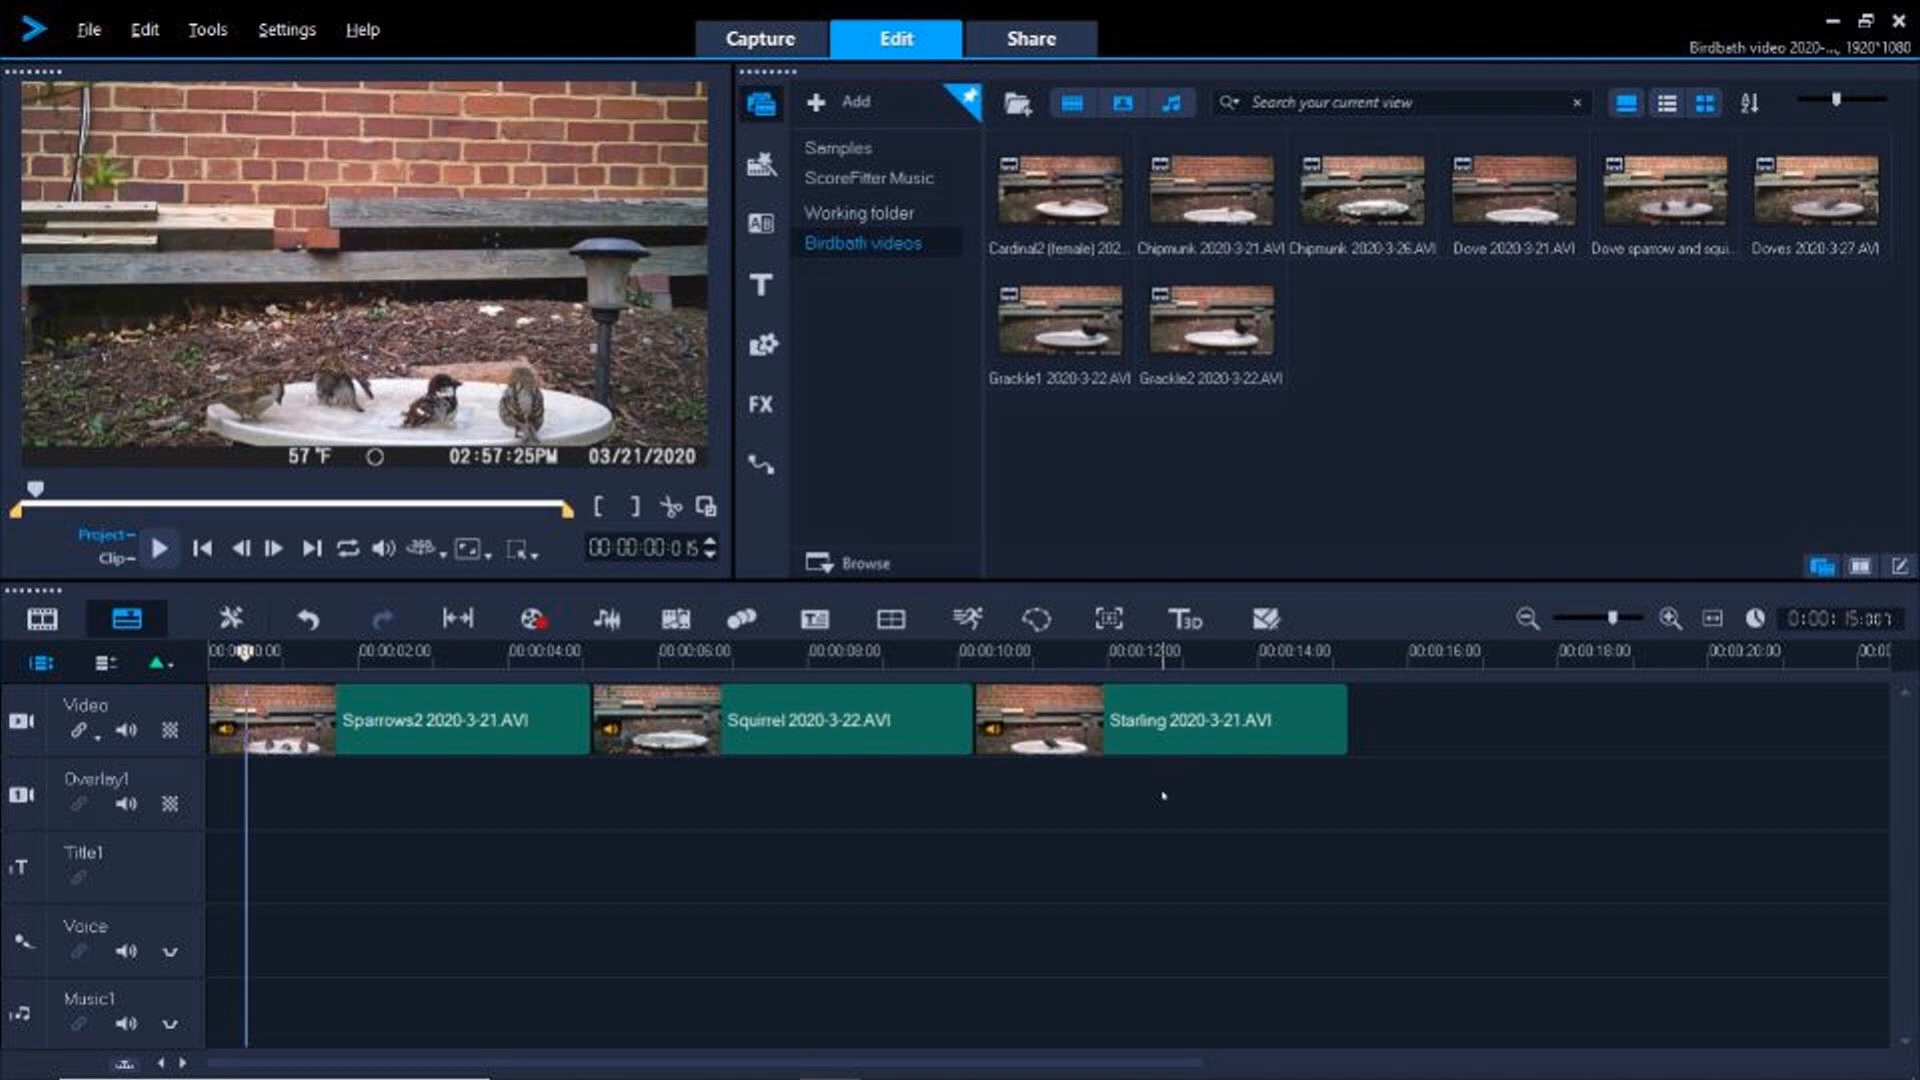 File Edit Tools Settings Help
Capture Edit Share
Birdbath video 2020-..., 1920*1080
Add
Search your current view
Samples
ScoreFitter Music
Working folder
Birdbath videos
Browse
Cardinal2 (female) 202... Chipmunk 2020-3-21.AVI Chipmunk 2020-3-26.AVI Dove 2020-3-21.AVI Dove sparrow and squi... Doves 2020-3-27.AVI
Grackle1 2020-3-22.AVI Grackle2 2020-3-22.AVI
AB
T
FX
57°F 02:57:25PM 03/21/2020
Project
Clip
360
00:00:00:015
T3D
0:00:15:007
00:00:02:00 00:00:04:00 00:00:06:00 00:00:08:00 00:00:10:00 00:00:12:00 00:00:14:00 00:00:16:00 00:00:18:00 00:00:20:00
Video
Sparrows2 2020-3-21.AVI Squirrel 2020-3-22.AVI Starling 2020-3-21.AVI
Overlay1
Title1
Voice
Music1